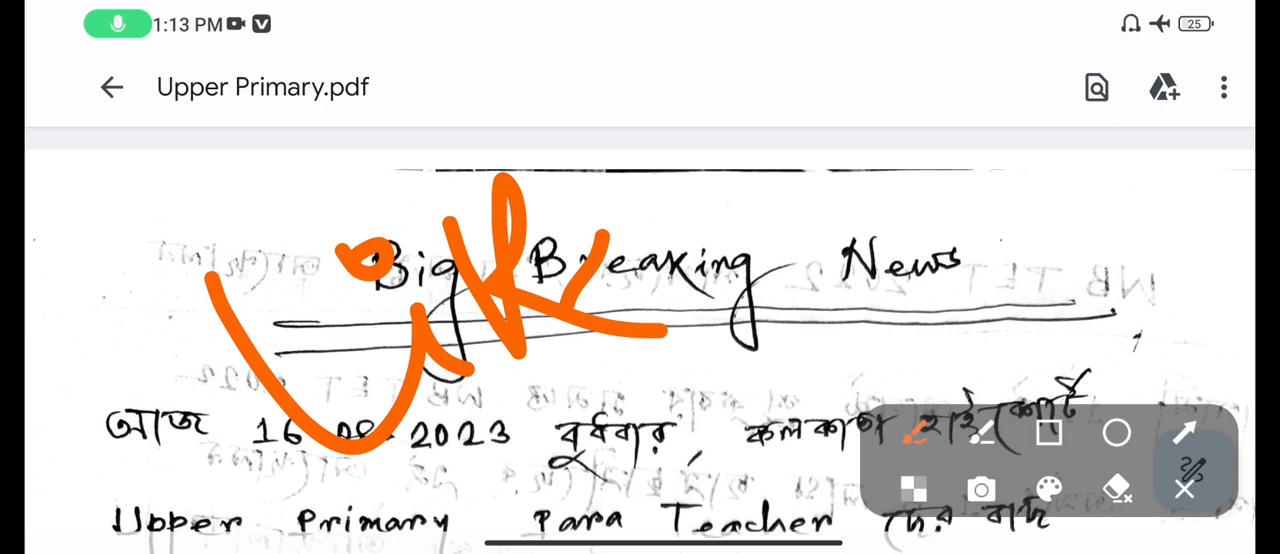 1:13 PM 25
Upper Primary.pdf
Big Breaking News
আজ 16.08.2023 বুধবার, কলকাতা হাইকোর্ট
Upper Primary Para Teacher দের বাদ